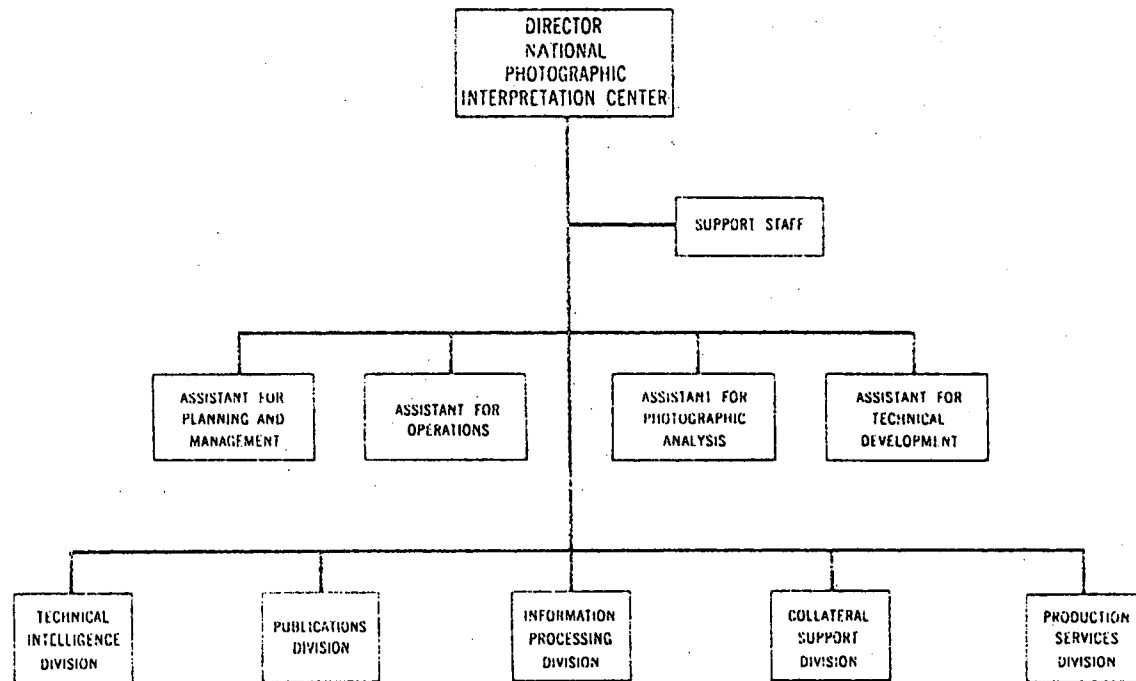 DIRECTOR
NATIONAL
PHOTOGRAPHIC
INTERPRETATION CENTER
SUPPORT STAFF
ASSISTANT FOR
PLANNING AND
MANAGEMENT
ASSISTANT FOR
OPERATIONS
ASSISTANT FOR
PHOTOGRAPHIC
ANALYSIS
ASSISTANT FOR
TECHNICAL
DEVELOPMENT
TECHNICAL
INTELLIGENCE
DIVISION
PUBLICATIONS
DIVISION
INFORMATION
PROCESSING
DIVISION
COLLATERAL
SUPPORT
DIVISION
PRODUCTION
SERVICES
DIVISION